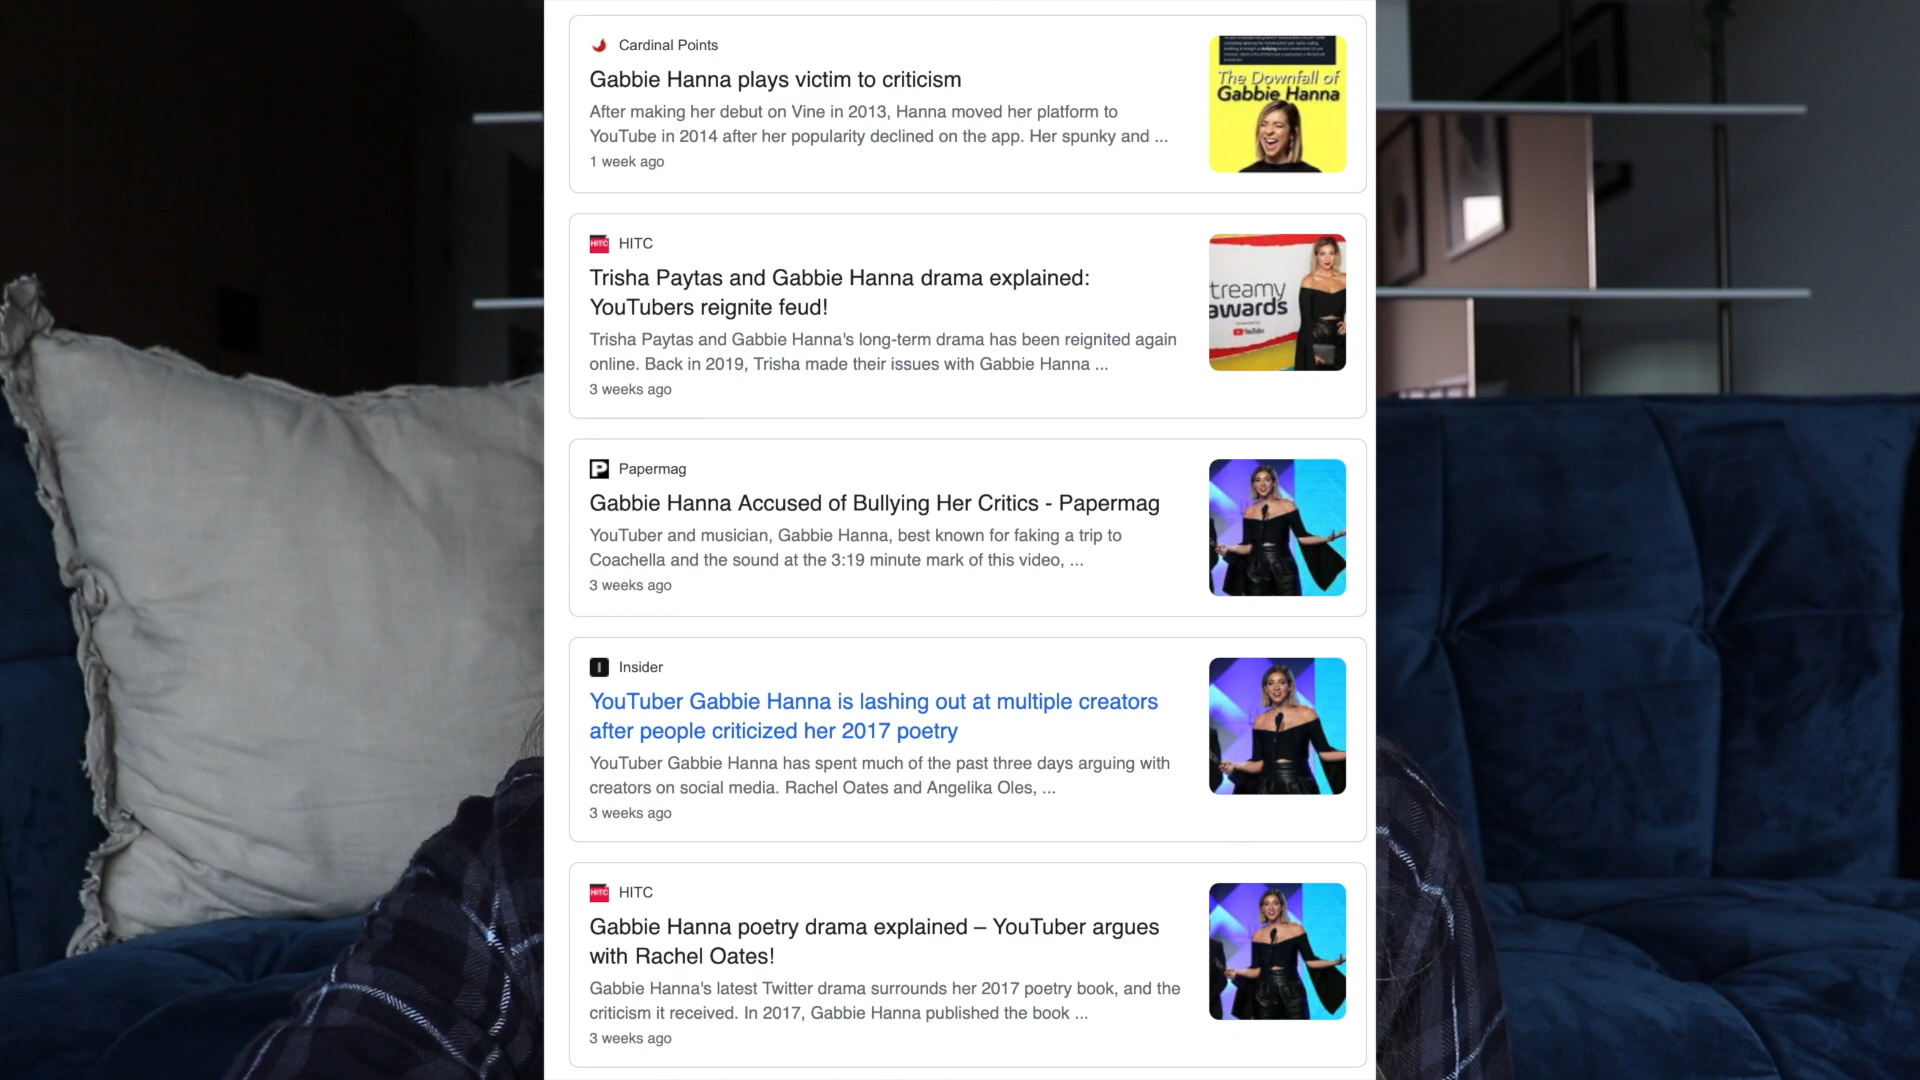 Cardinal Points
Gabbie Hanna plays victim to criticism
After making her debut on Vine in 2013, Hanna moved her platform to
YouTube in 2014 after her popularity declined on the app. Her spunky and ...
1 week ago
The Downfall of
Gabbie Hanna
HITC
HITC
Trisha Paytas and Gabbie Hanna drama explained:
YouTubers reignite feud!
Trisha Paytas and Gabbie Hanna's long-term drama has been reignited again
online. Back in 2019, Trisha made their issues with Gabbie Hanna ...
3 weeks ago
treamy
awards
YouTube
P
Papermag
Gabbie Hanna Accused of Bullying Her Critics - Papermag
YouTuber and musician, Gabbie Hanna, best known for faking a trip to
Coachella and the sound at the 3:19 minute mark of this video, ...
3 weeks ago
I
Insider
YouTuber Gabbie Hanna is lashing out at multiple creators
after people criticized her 2017 poetry
YouTuber Gabbie Hanna has spent much of the past three days arguing with
creators on social media. Rachel Oates and Angelika Oles, ...
3 weeks ago
HITC
HITC
Gabbie Hanna poetry drama explained – YouTuber argues
with Rachel Oates!
Gabbie Hanna's latest Twitter drama surrounds her 2017 poetry book, and the
criticism it received. In 2017, Gabbie Hanna published the book ...
3 weeks ago